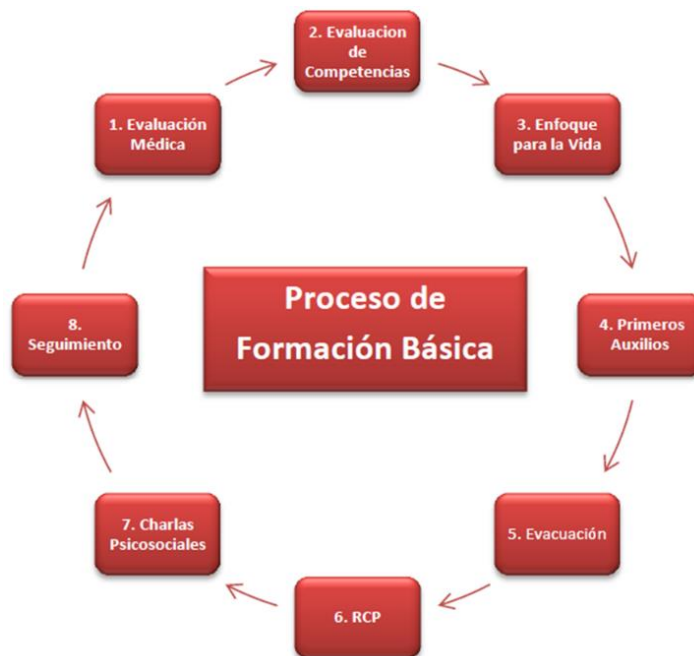 2. Evaluacion
de
Competencias
1. Evaluación
Médica
3. Enfoque
para la Vida
Proceso de
Formación Básica
8.
Seguimiento
4. Primeros
Auxilios
7. Charlas
Psicosociales
5. Evacuación
6. RCP